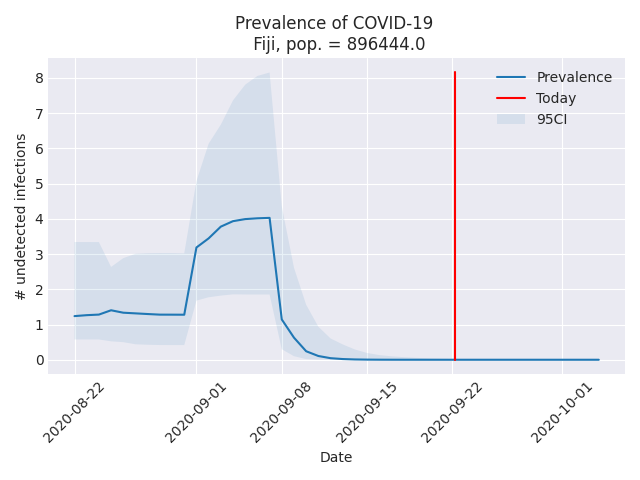 Prevalence of COVID-19
Fiji, pop. = 896444.0
# undetected infections
8
7
6
5
4
3
2
1
0
Prevalence
Today
95CI
2020-08-22
2020-09-01
2020-09-08
2020-09-15
2020-09-22
2020-10-01
Date